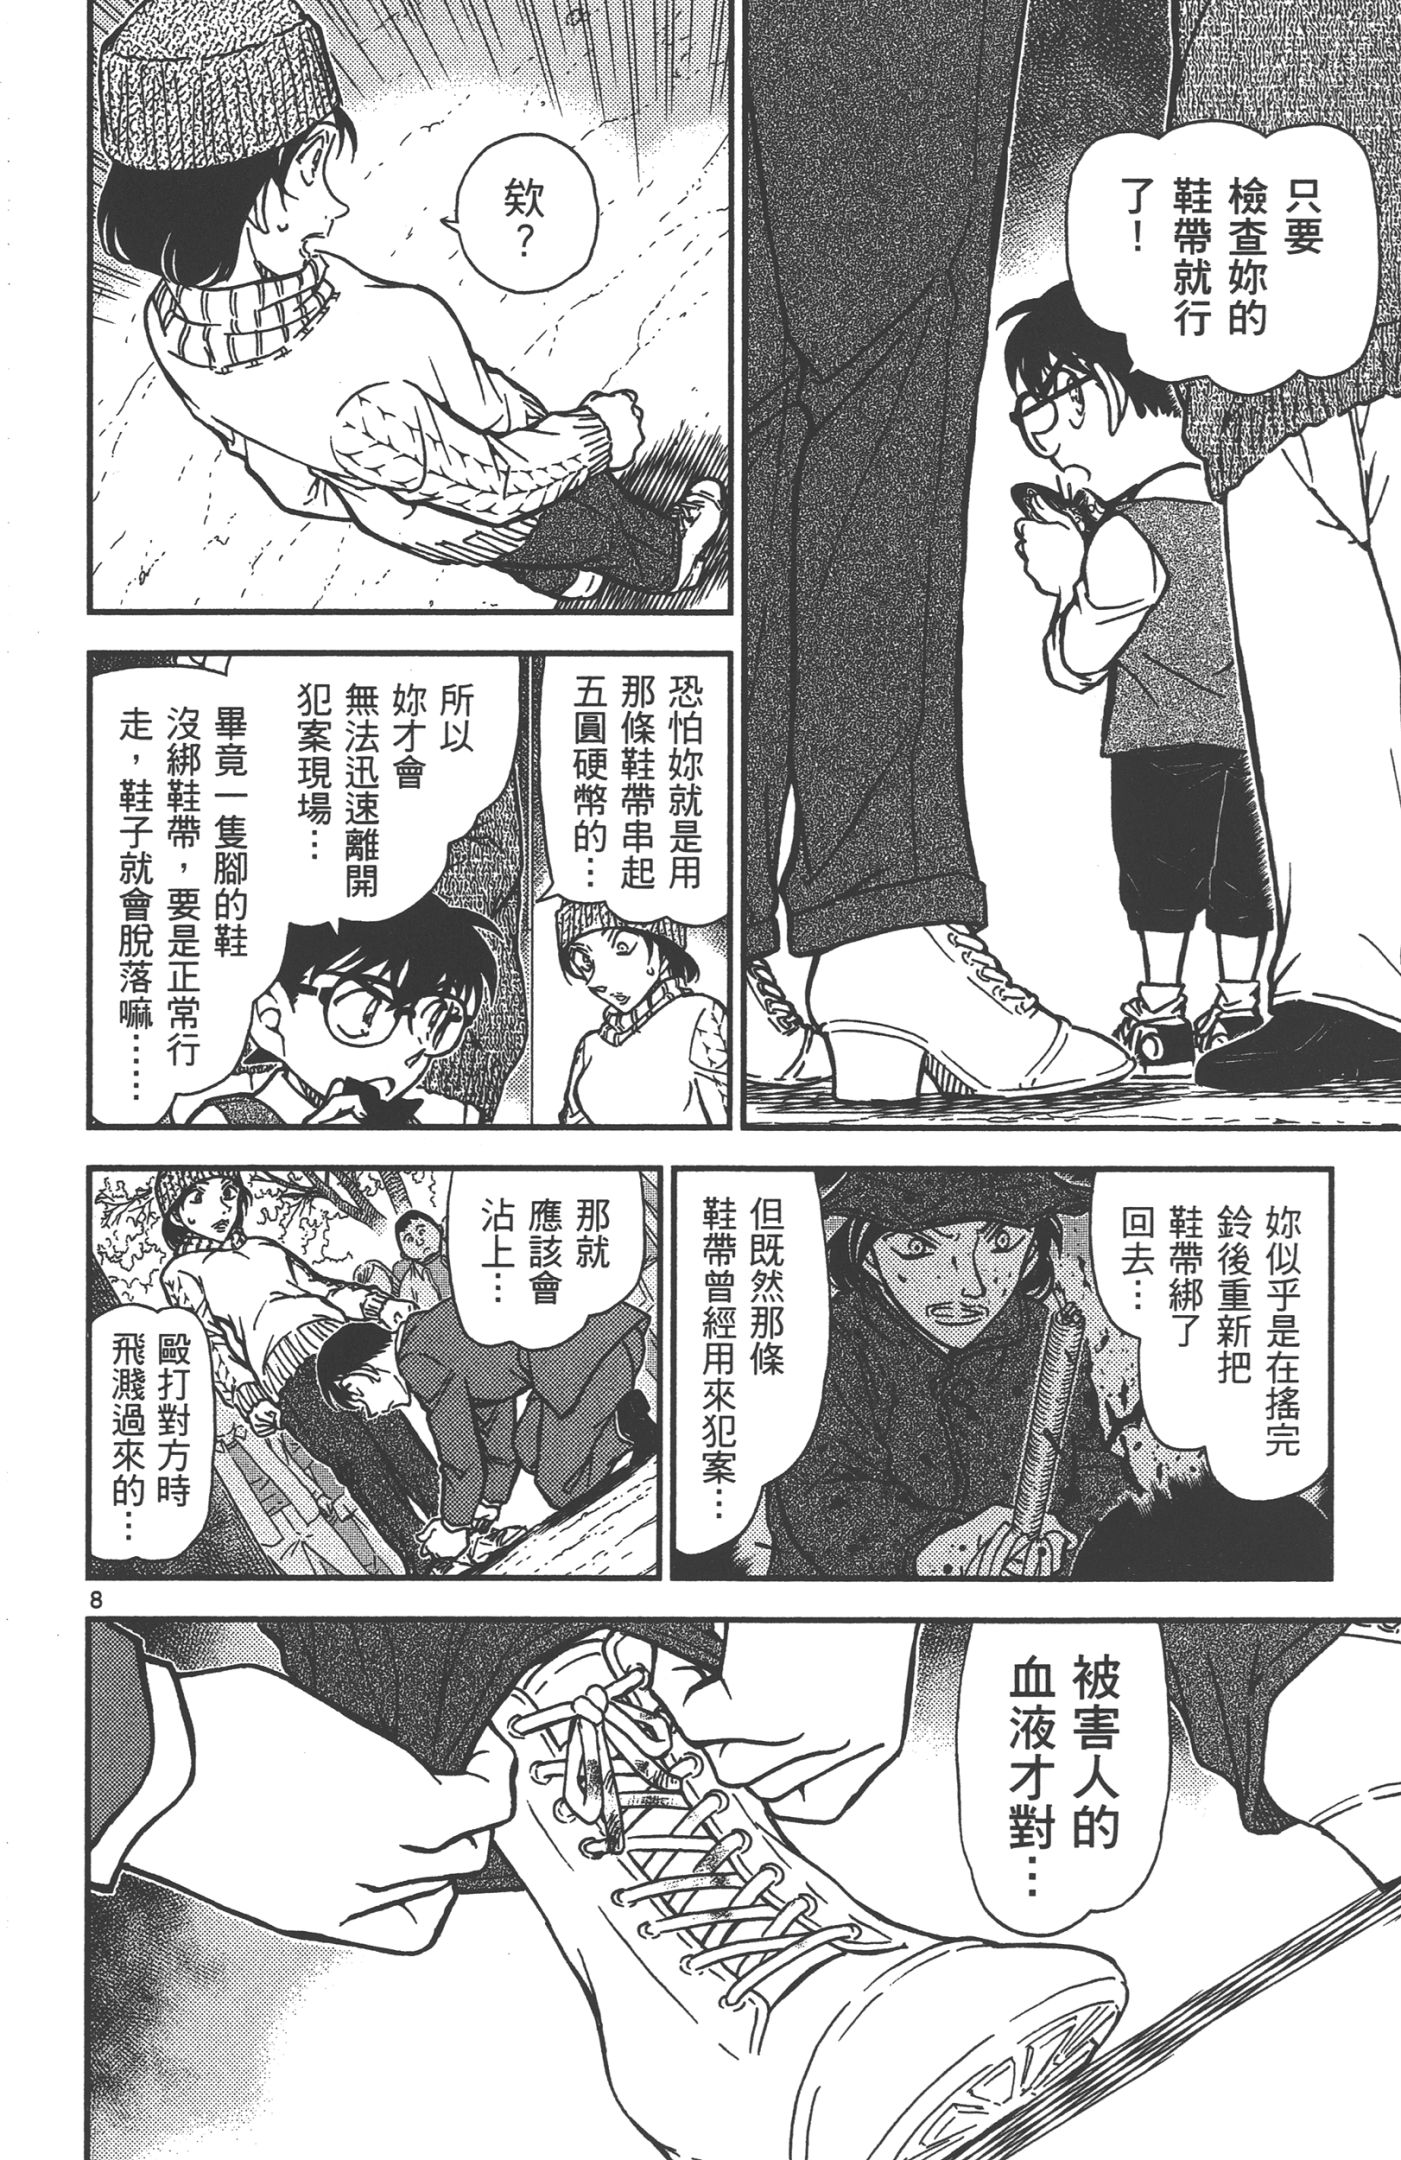 只要
檢查妳的
鞋帶就行
了！
欸？
恐怕妳就是用
那條鞋帶串起
五圓硬幣的…
所以
妳才會
無法迅速離開
犯案現場…
畢竟一隻腳的鞋
沒綁鞋帶，要是正常行
走，鞋子就會脫落嘛……
妳似乎是在搖完
鈴後重新把
鞋帶綁了
回去…
但既然那條
鞋帶曾經用來犯案…
那就
應該會
沾上…
毆打對方時
飛濺過來的…
8
被害人的
血液才對…